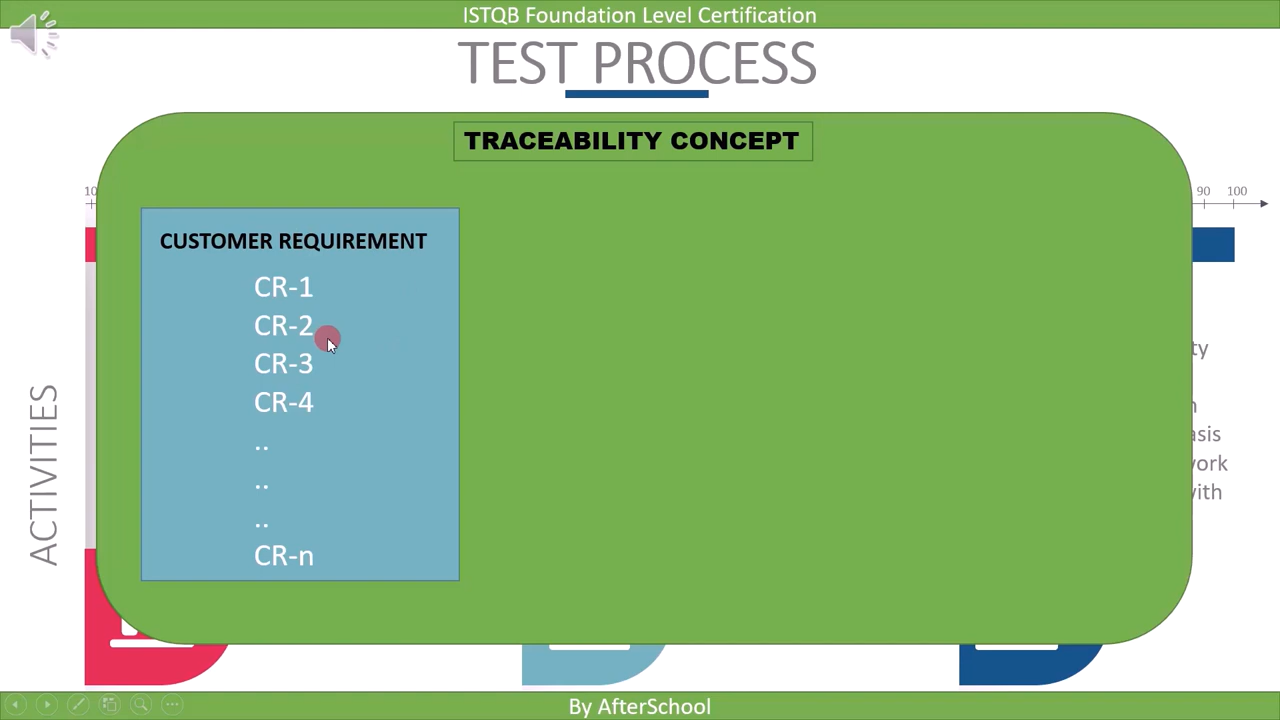 ISTQB Foundation Level Certification
TEST PROCESS
TRACEABILITY CONCEPT
10
90 100
CUSTOMER REQUIREMENT
CR-1
CR-2
CR-3
CR-4
..
..
..
CR-n
ty
n
asis
work
with
ACTIVITIES
By AfterSchool